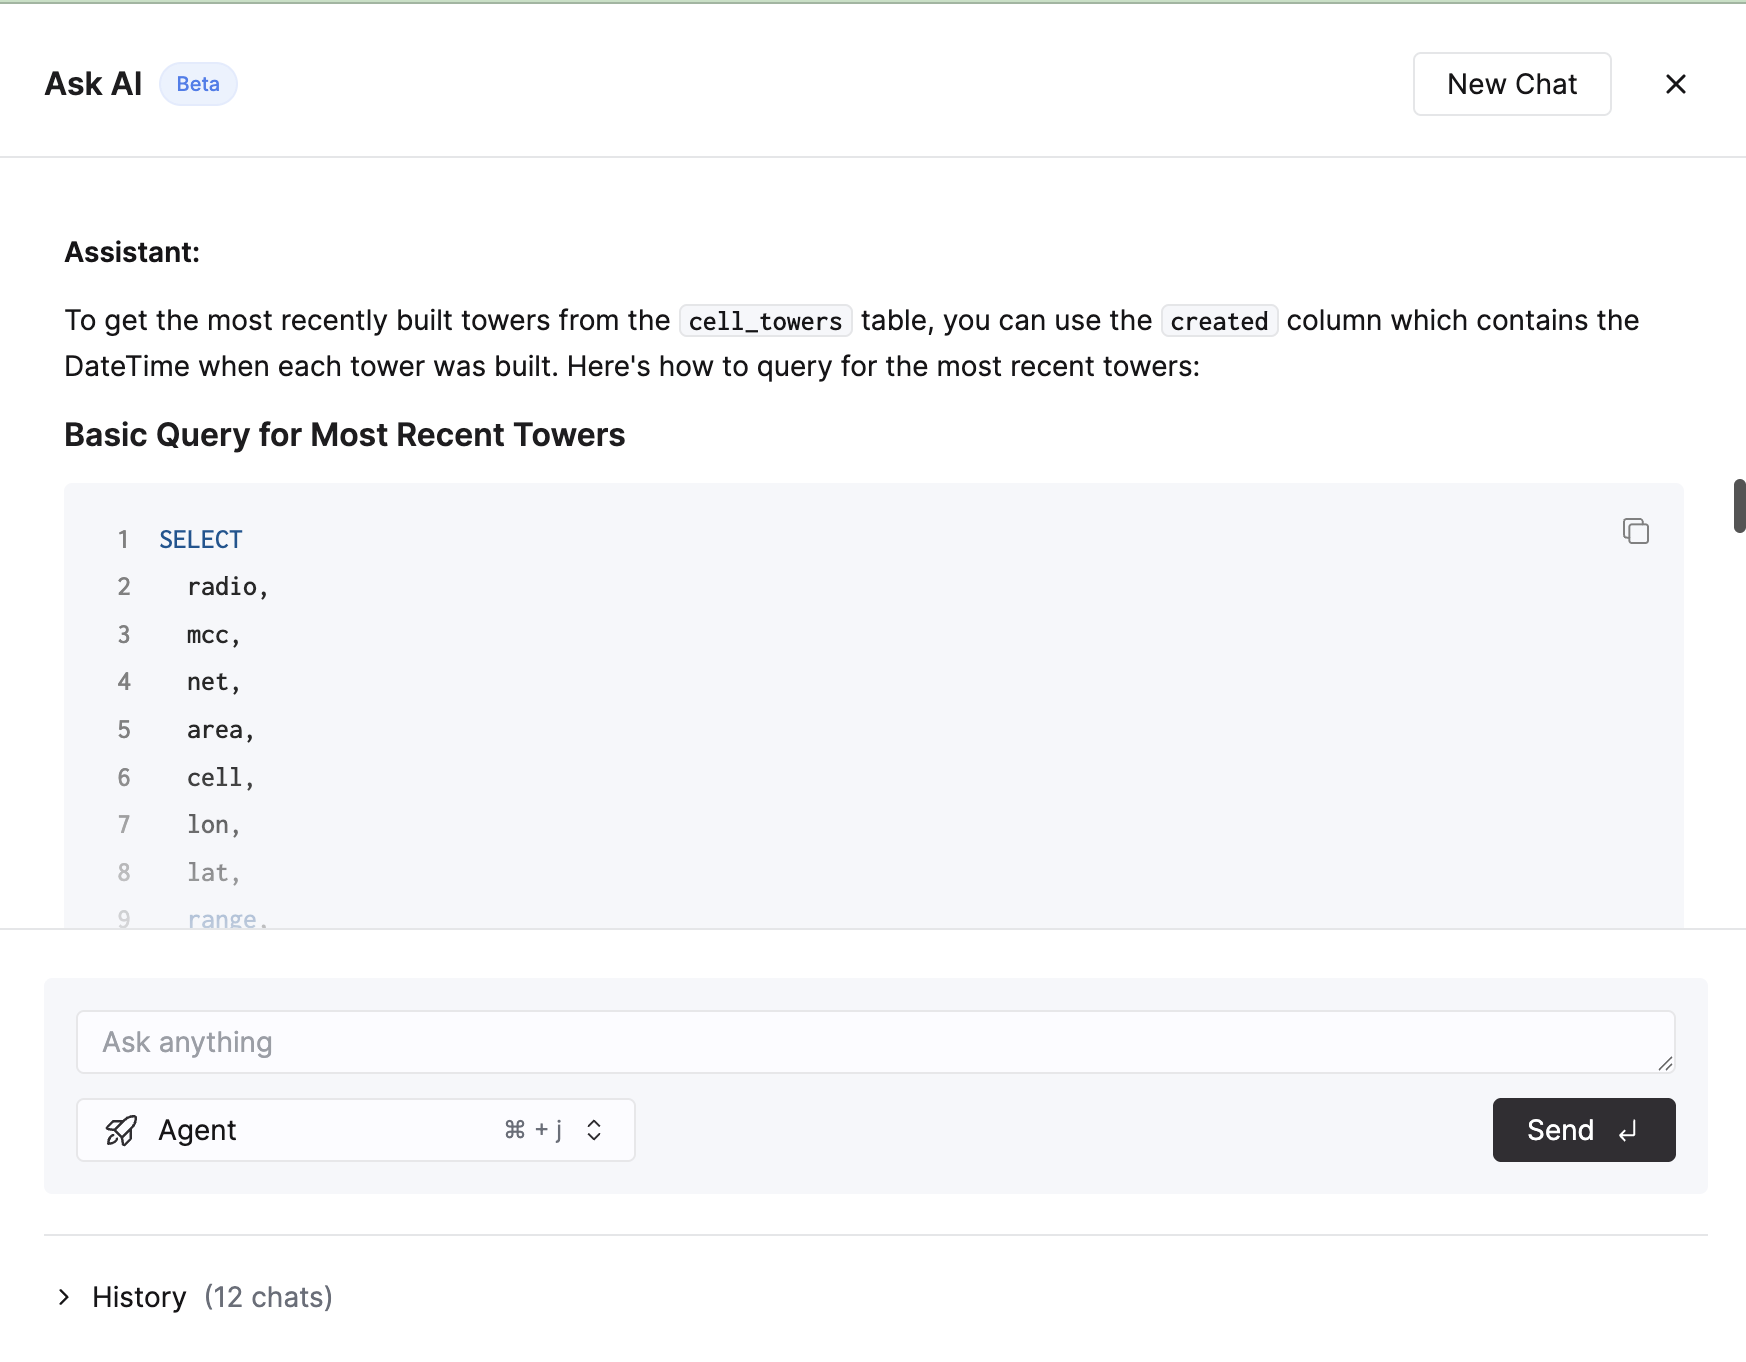 Ask AI Beta
New Chat
Assistant:
To get the most recently built towers from the cell_towers table, you can use the created column which contains the
DateTime when each tower was built. Here's how to query for the most recent towers:
Basic Query for Most Recent Towers
1 SELECT
2 radio,
3 mcc,
4 net,
5 area,
6 cell,
7 lon,
8 lat,
9 range,
Ask anything
Agent ⌘ + j
Send ↵
History (12 chats)